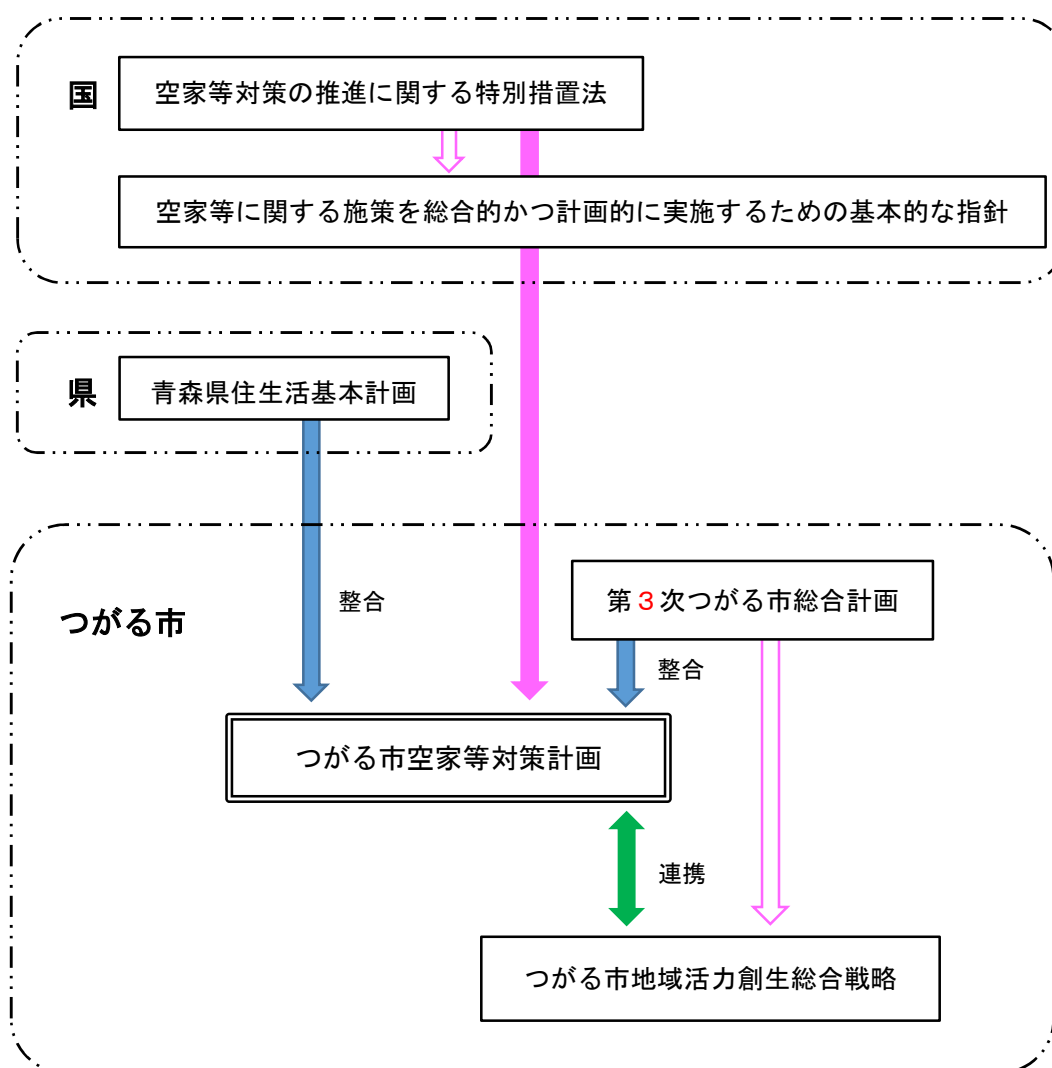 国
空家等対策の推進に関する特別措置法
空家等に関する施策を総合的かつ計画的に実施するための基本的な指針
県
青森県住生活基本計画
つがる市
整合
第３次つがる市総合計画
整合
つがる市空家等対策計画
連携
つがる市地域活力創生総合戦略